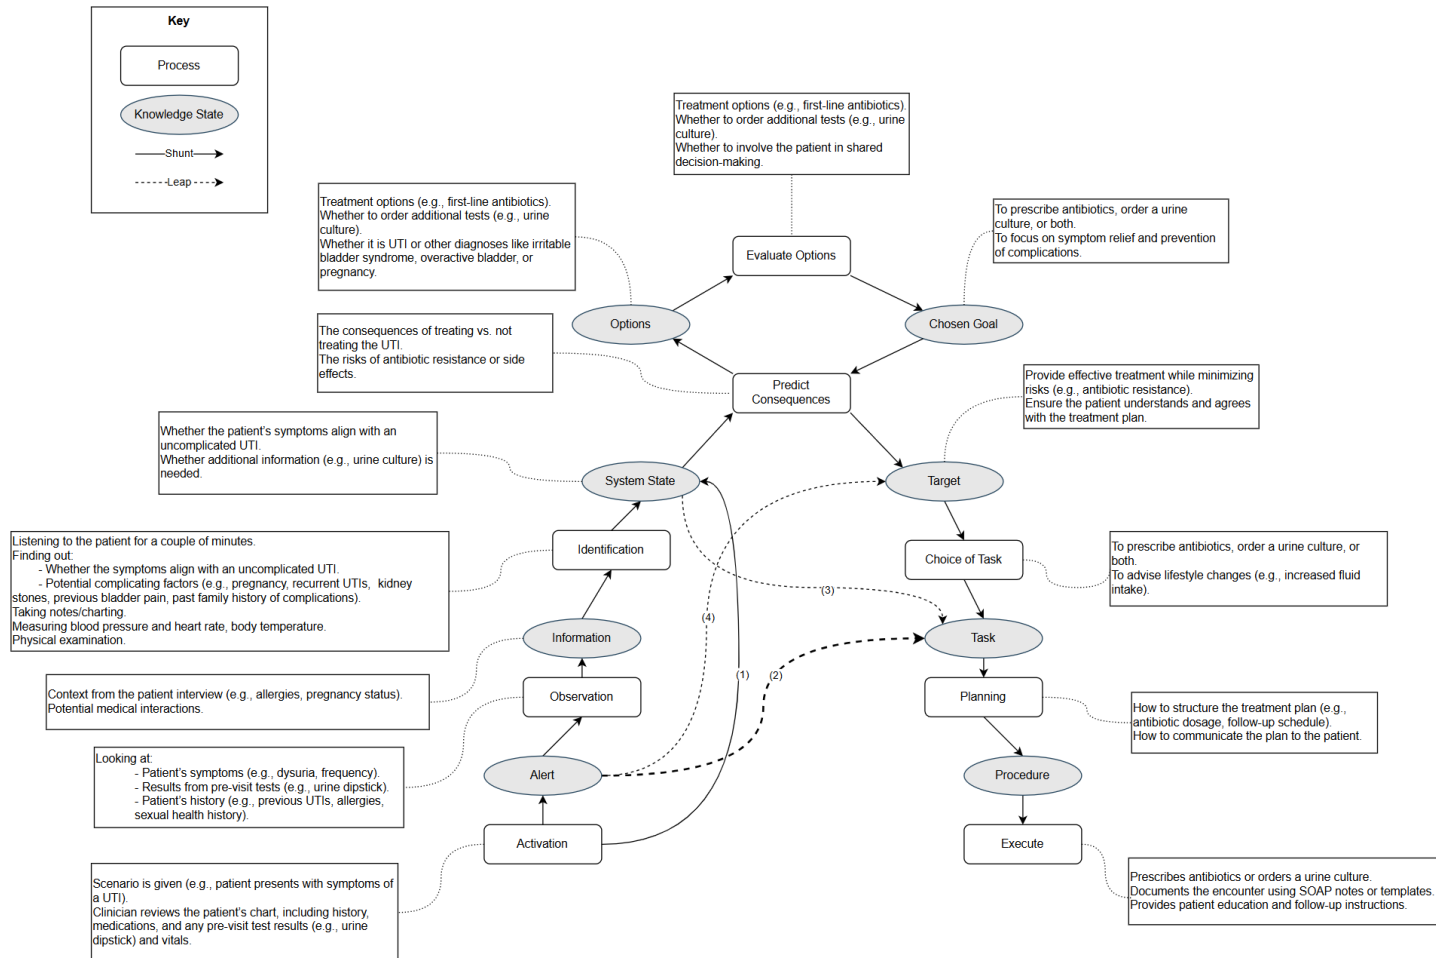 Key
Process
Knowledge State
Shunt
Leap
Treatment options (e.g., first-line antibiotics).
Whether to order additional tests (e.g., urine
culture).
Whether to involve the patient in shared
decision-making.
Treatment options (e.g., first-line antibiotics).
Whether to order additional tests (e.g., urine
culture).
Whether it is UTI or other diagnoses like irritable
bladder syndrome, overactive bladder, or
pregnancy.
To prescribe antibiotics, order a urine
culture, or both.
To focus on symptom relief and prevention
of complications.
Evaluate Options
Options
Chosen Goal
The consequences of treating vs. not
treating the UTI.
The risks of antibiotic resistance or side
effects.
Predict
Consequences
Provide effective treatment while minimizing
risks (e.g., antibiotic resistance).
Ensure the patient understands and agrees
with the treatment plan.
Whether the patient's symptoms align with an
uncomplicated UTI.
Whether additional information (e.g., urine culture) is
needed.
System State
Target
Listening to the patient for a couple of minutes.
Finding out:
- Whether the symptoms align with an uncomplicated UTI.
- Potential complicating factors (e.g., pregnancy, recurrent UTIs, kidney
stones, previous bladder pain, past family history of complications).
Taking notes/charting.
Measuring blood pressure and heart rate, body temperature.
Physical examination.
Identification
Choice of Task
To prescribe antibiotics, order a urine culture, or
both.
To advise lifestyle changes (e.g., increased fluid
intake).
(3)
(4)
Information
Task
(1)
(2)
Context from the patient interview (e.g., allergies, pregnancy status).
Potential medical interactions.
Observation
Planning
How to structure the treatment plan (e.g.,
antibiotic dosage, follow-up schedule).
How to communicate the plan to the patient.
Looking at:
- Patient's symptoms (e.g., dysuria, frequency).
- Results from pre-visit tests (e.g., urine dipstick).
- Patient's history (e.g., previous UTIs, allergies,
sexual health history).
Alert
Procedure
Activation
Execute
Scenario is given (e.g., patient presents with symptoms of
a UTI).
Clinician reviews the patient's chart, including history,
medications, and any pre-visit test results (e.g., urine
dipstick) and vitals.
Prescribes antibiotics or orders a urine culture.
Documents the encounter using SOAP notes or templates.
Provides patient education and follow-up instructions.